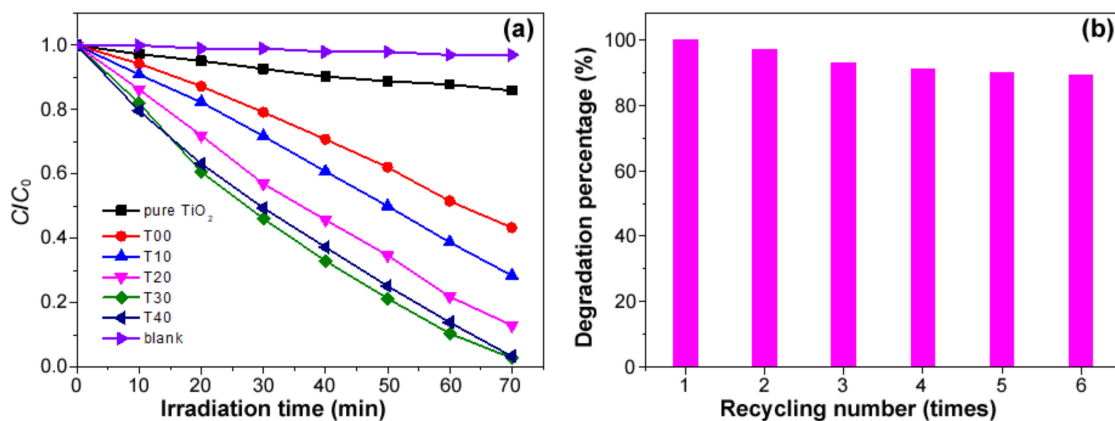 (a)
C/C₀
1.0
0.8
0.6
0.4
0.2
0.0
pure TiO₂
T00
T10
T20
T30
T40
blank
0 10 20 30 40 50 60 70
Irradiation time (min)
(b)
Degradation percentage (%)
100
80
60
40
20
0
1 2 3 4 5 6
Recycling number (times)